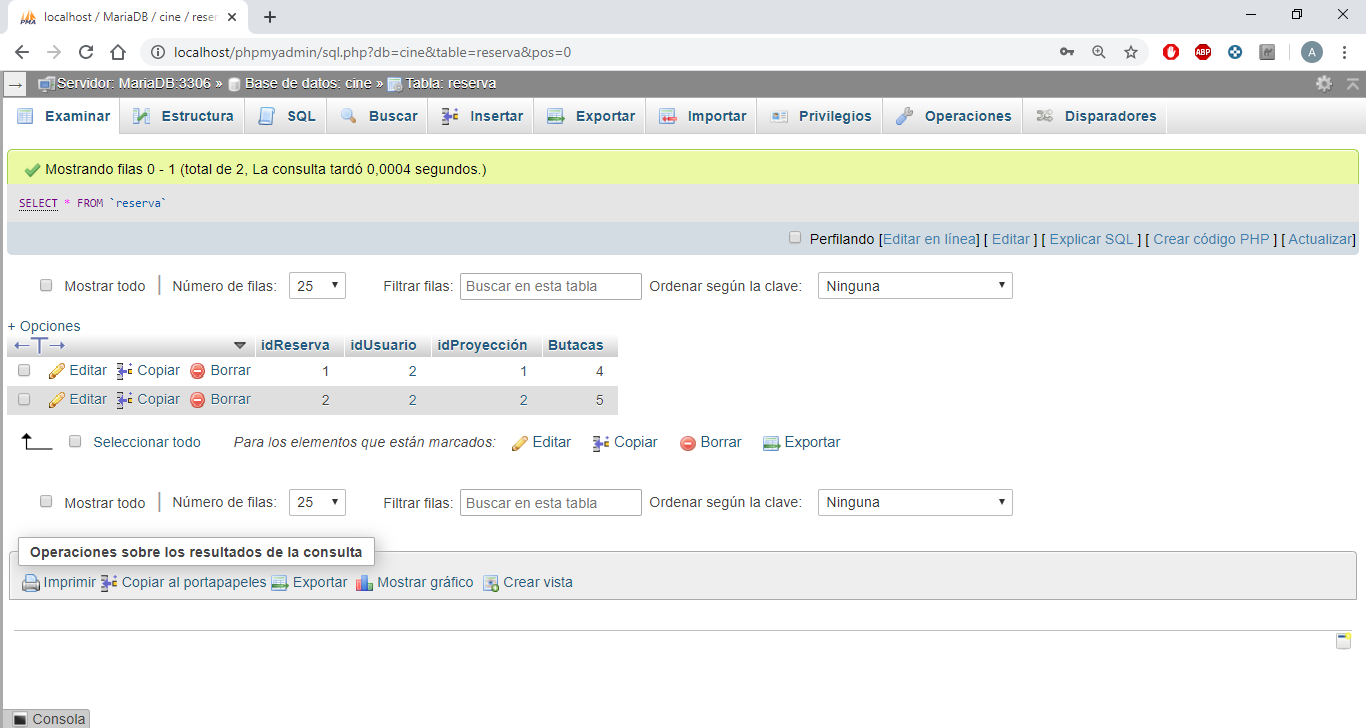 localhost / MariaDB / cine / reser
localhost/phpmyadmin/sql.php?db=cine&table=reserva&pos=0
ABP
A
Servidor: MariaDB:3306 » Base de datos: cine » Tabla: reserva
Examinar Estructura SQL Buscar Insertar Exportar Importar Privilegios Operaciones Disparadores
Mostrando filas 0 - 1 (total de 2, La consulta tardó 0,0004 segundos.)
SELECT * FROM `reserva`
Perfilando [Editar en línea] [ Editar ] [ Explicar SQL ] [ Crear código PHP ] [ Actualizar]
Mostrar todo Número de filas: 25 Filtrar filas: Buscar en esta tabla Ordenar según la clave: Ninguna
+ Opciones
←T→ idReserva idUsuario idProyección Butacas
Editar Copiar Borrar 1 2 1 4
Editar Copiar Borrar 2 2 2 5
Seleccionar todo Para los elementos que están marcados: Editar Copiar Borrar Exportar
Mostrar todo Número de filas: 25 Filtrar filas: Buscar en esta tabla Ordenar según la clave: Ninguna
Operaciones sobre los resultados de la consulta
Imprimir Copiar al portapapeles Exportar Mostrar gráfico Crear vista
Consola